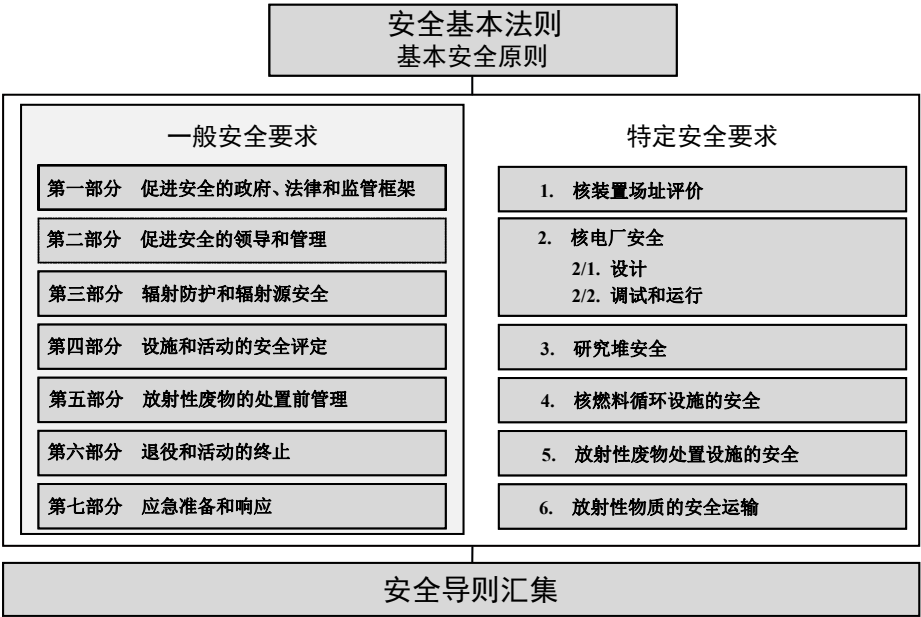 安全基本法则
基本安全原则
一般安全要求
第一部分 促进安全的政府、法律和监管框架
第二部分 促进安全的领导和管理
第三部分 辐射防护和辐射源安全
第四部分 设施和活动的安全评定
第五部分 放射性废物的处置前管理
第六部分 退役和活动的终止
第七部分 应急准备和响应
特定安全要求
1. 核装置场址评价
2. 核电厂安全
2/1. 设计
2/2. 调试和运行
3. 研究堆安全
4. 核燃料循环设施的安全
5. 放射性废物处置设施的安全
6. 放射性物质的安全运输
安全导则汇集